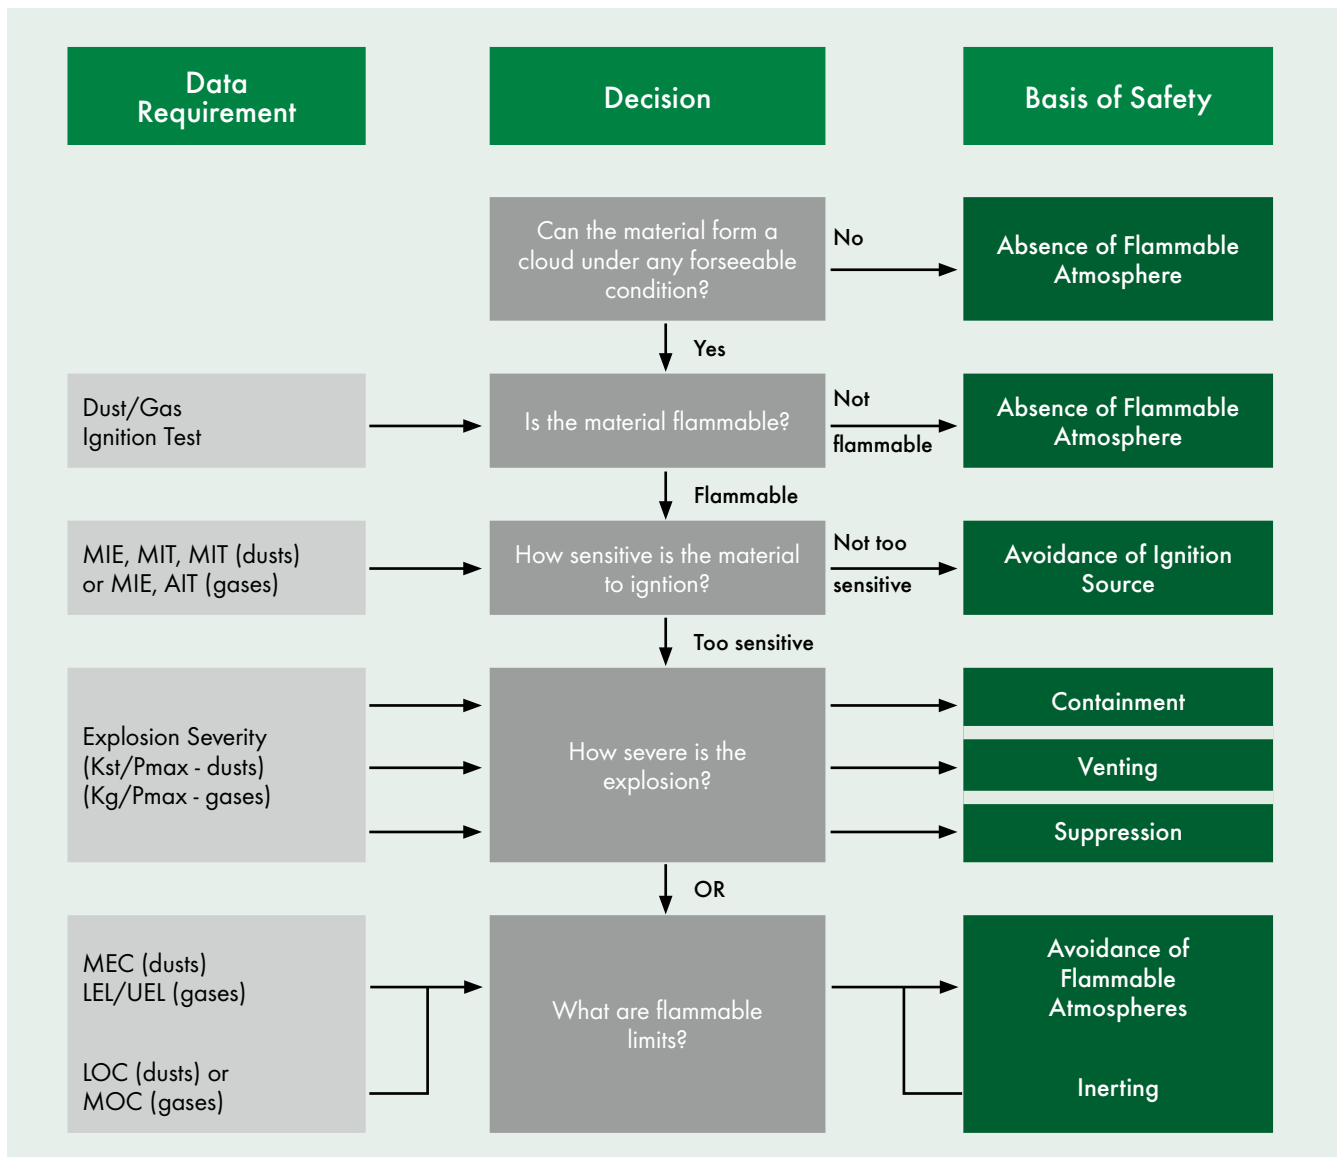 Data
Requirement
Decision
Basis of Safety
Can the material form a
cloud under any forseeable
condition?
No
Absence of Flammable
Atmosphere
Yes
Dust/Gas
Ignition Test
Is the material flammable?
Not
flammable
Absence of Flammable
Atmosphere
Flammable
MIE, MIT, MIT (dusts)
or MIE, AIT (gases)
How sensitive is the material
to igntion?
Not too
sensitive
Avoidance of Ignition
Source
Too sensitive
Explosion Severity
(Kst/Pmax - dusts)
(Kg/Pmax - gases)
How severe is the
explosion?
Containment
Venting
Suppression
OR
MEC (dusts)
LEL/UEL (gases)
LOC (dusts) or
MOC (gases)
What are flammable
limits?
Avoidance of
Flammable
Atmospheres
Inerting